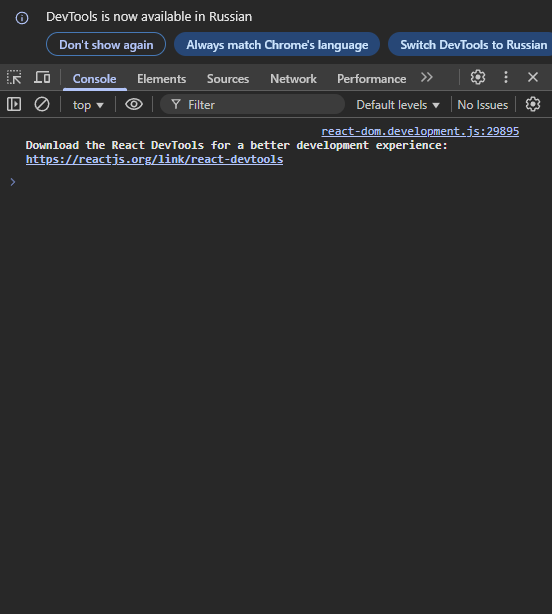 DevTools is now available in Russian
Don't show again Always match Chrome's language Switch DevTools to Russian
Console Elements Sources Network Performance
top Filter Default levels No Issues
react-dom.development.js:29895
Download the React DevTools for a better development experience:
https://reactjs.org/link/react-devtools